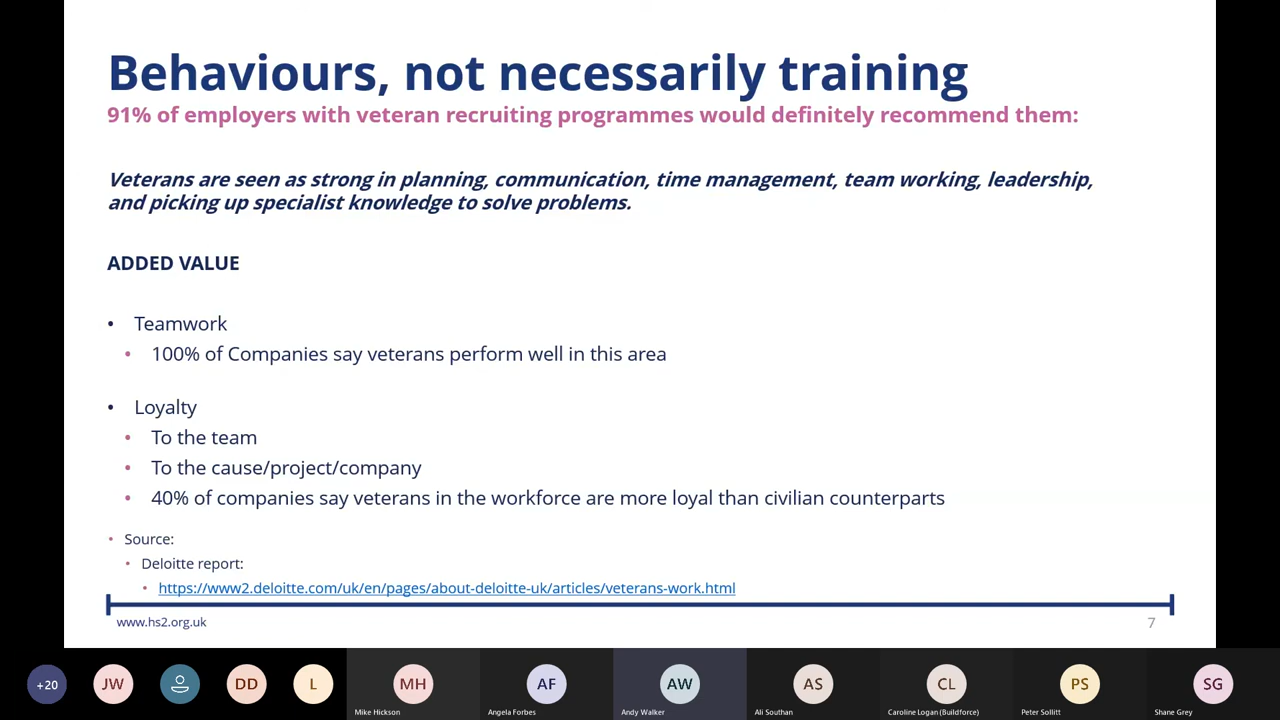 Behaviours, not necessarily training
91% of employers with veteran recruiting programmes would definitely recommend them:
Veterans are seen as strong in planning, communication, time management, team working, leadership,
and picking up specialist knowledge to solve problems.
ADDED VALUE
• Teamwork
• 100% of Companies say veterans perform well in this area
• Loyalty
• To the team
• To the cause/project/company
• 40% of companies say veterans in the workforce are more loyal than civilian counterparts
• Source:
• Deloitte report:
• https://www2.deloitte.com/uk/en/pages/about-deloitte-uk/articles/veterans-work.html
www.hs2.org.uk 7
+20 JW DD L MH AF AW AS CL PS SG
Mike Hickson Angela Forbes Andy Walker Ali Southan Caroline Logan (Buildforce) Peter Sollitt Shane Grey